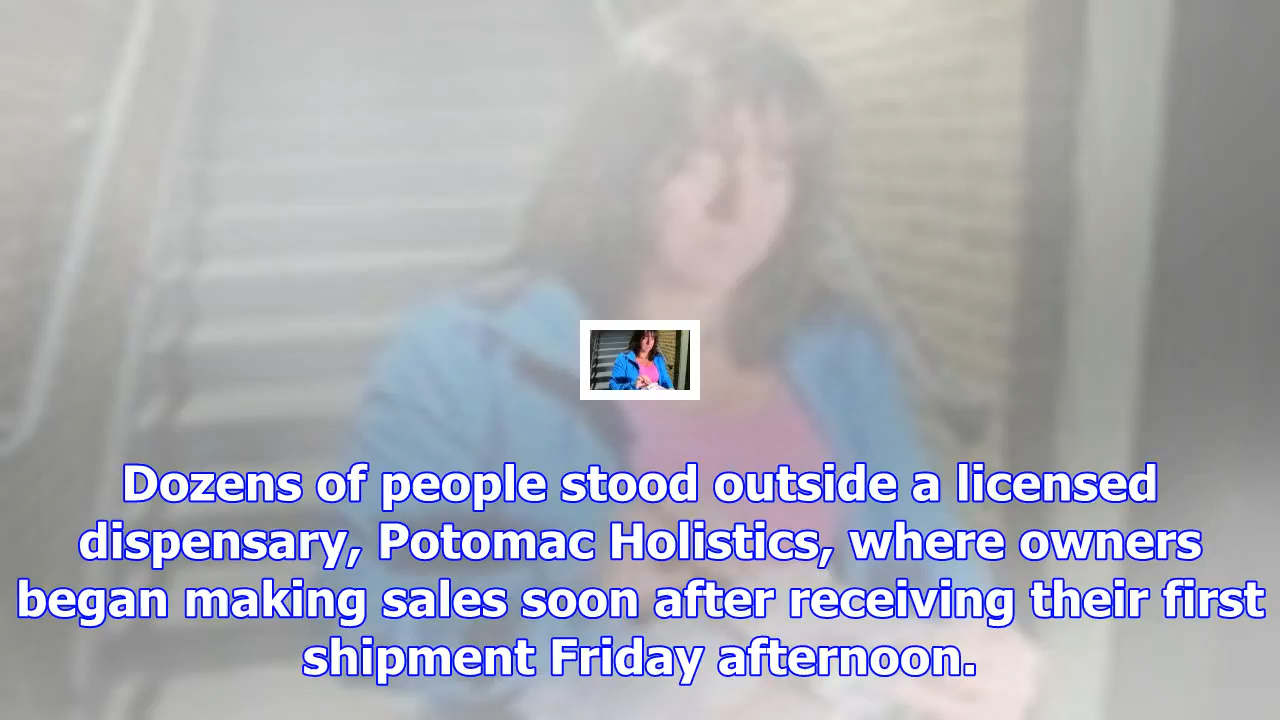 Dozens of people stood outside a licensed
dispensary, Potomac Holistics, where owners
began making sales soon after receiving their first
shipment Friday afternoon.